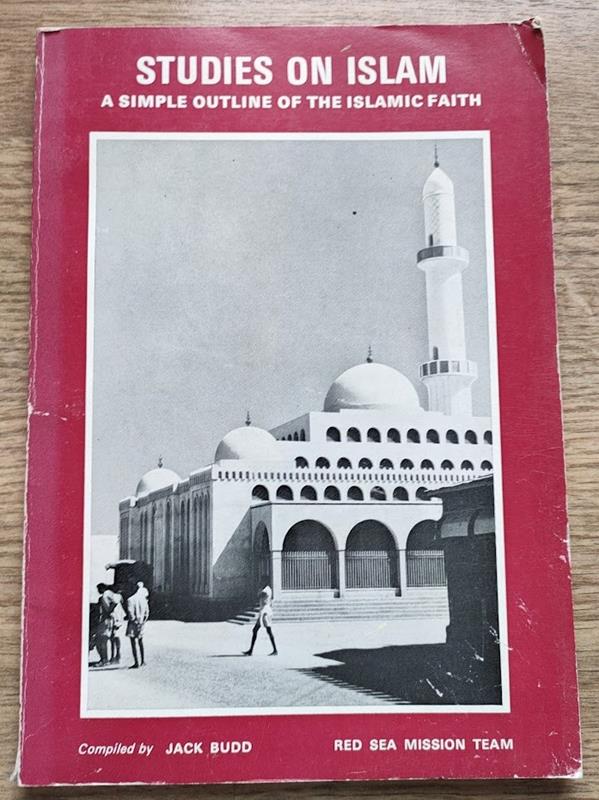 STUDIES ON ISLAM
A SIMPLE OUTLINE OF THE ISLAMIC FAITH
Compiled by JACK BUDD RED SEA MISSION TEAM